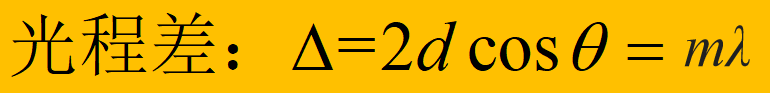 光程差：Δ=2d cos θ = mλ